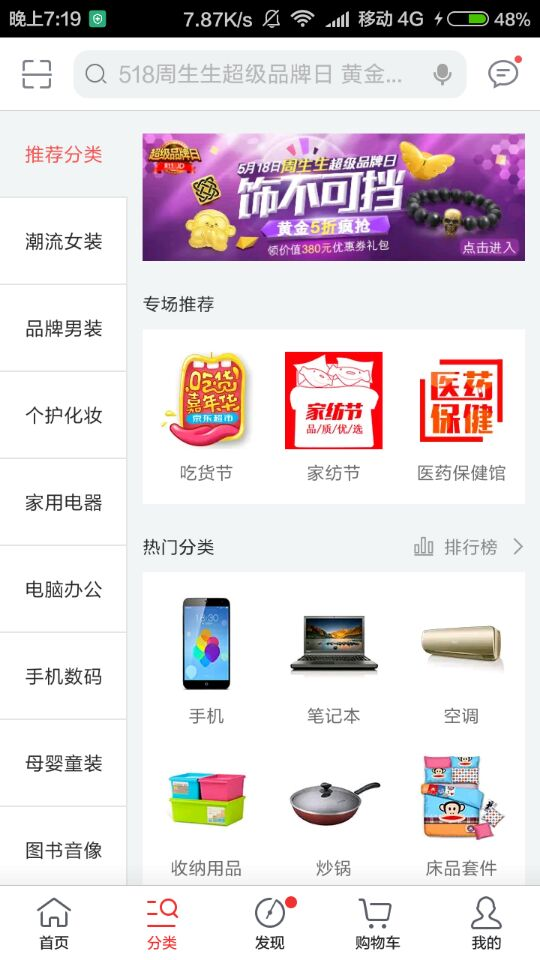 晚上7:19
7.87K/s
移动 4G
48%
518周生生超级品牌日 黄金...
推荐分类
潮流女装
品牌男装
个护化妆
家用电器
电脑办公
手机数码
母婴童装
图书音像
超级品牌日
5月18日周生生超级品牌日
饰不可挡
黄金5折疯抢
领价值380元优惠券礼包
点击进入
专场推荐
吃货
嘉年华
京东超市
家纺节
品/质/优/选
医药
保健
吃货节
家纺节
医药保健馆
热门分类
排行榜
18:30
手机
笔记本
空调
收纳用品
炒锅
床品套件
首页
分类
发现
购物车
我的